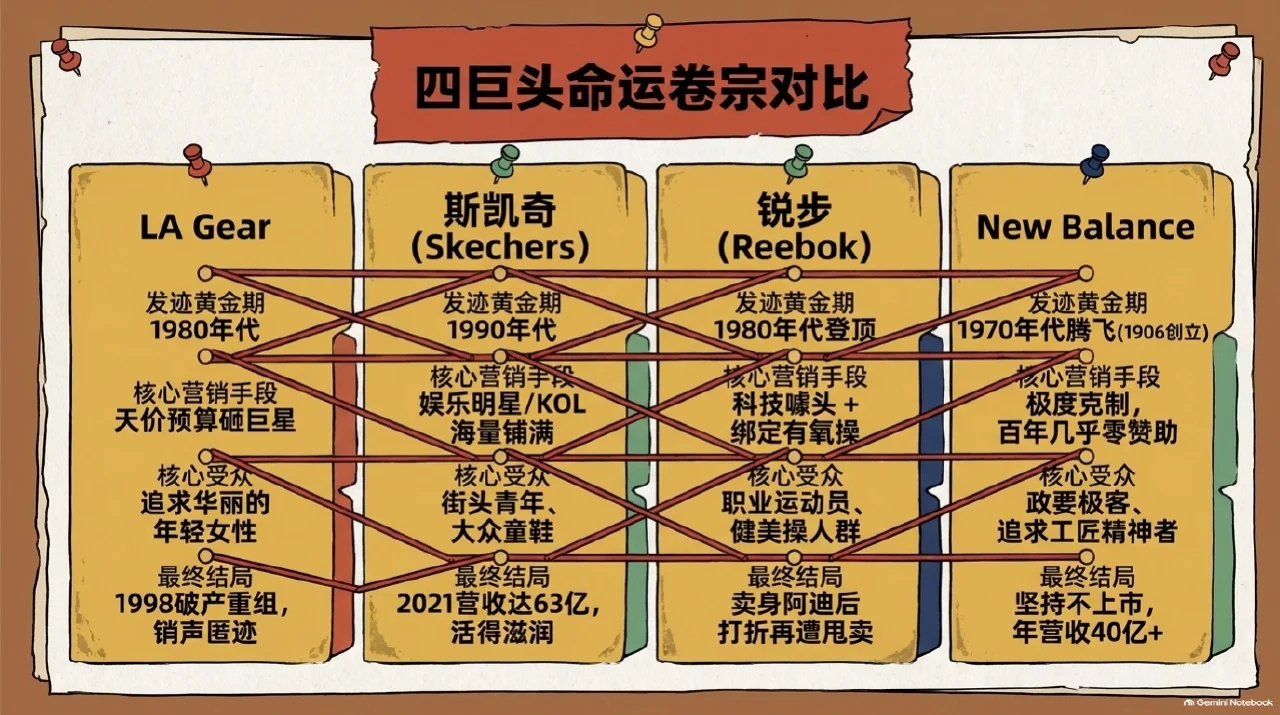 四巨头命运卷宗对比
LA Gear
发迹黄金期
1980年代
核心营销手段
天价预算砸巨星
核心受众
追求华丽的
年轻女性
最终结局
1998破产重组，
销声匿迹
斯凯奇
(Skechers)
发迹黄金期
1990年代
核心营销手段
娱乐明星/KOL
海量铺满
核心受众
街头青年、
大众童鞋
最终结局
2021营收达63亿，
活得滋润
锐步
(Reebok)
发迹黄金期
1980年代登顶
核心营销手段
科技噱头 +
绑定有氧操
核心受众
职业运动员、
健美操人群
最终结局
卖身阿迪后
打折再遭甩卖
New Balance
发迹黄金期
1970年代腾飞(1906创立)
核心营销手段
极度克制，
百年几乎零赞助
核心受众
政要极客、
追求工匠精神者
最终结局
坚持不上市，
年营收40亿+
Gemini Notebook